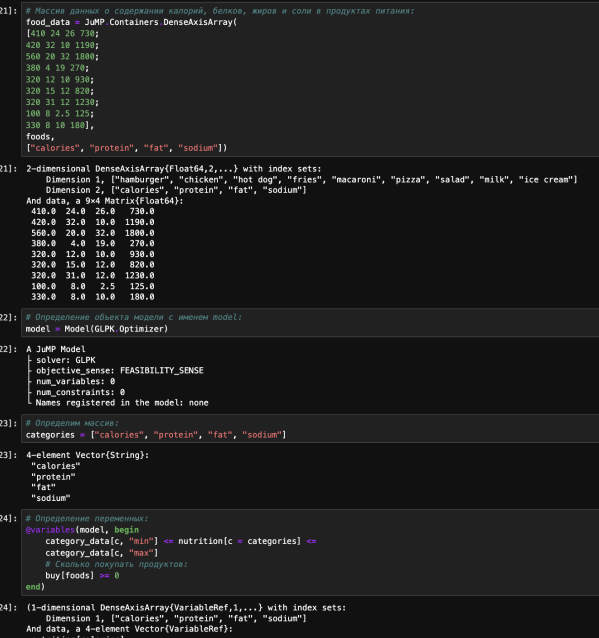 21]: # Массив данных о содержании калорий, белков, жиров и соли в продуктах питания:
food_data = JuMP.Containers.DenseAxisArray(
[410 24 26 730;
420 32 10 1190;
560 20 32 1800;
380 4 19 270;
320 12 10 930;
320 15 12 820;
320 31 12 1230;
100 8 2.5 125;
330 8 10 180],
foods,
["calories", "protein", "fat", "sodium"])
21]: 2-dimensional DenseAxisArray{Float64,2,...} with index sets:
Dimension 1, ["hamburger", "chicken", "hot dog", "fries", "macaroni", "pizza", "salad", "milk", "ice cream"]
Dimension 2, ["calories", "protein", "fat", "sodium"]
And data, a 9×4 Matrix{Float64}:
410.0 24.0 26.0 730.0
420.0 32.0 10.0 1190.0
560.0 20.0 32.0 1800.0
380.0 4.0 19.0 270.0
320.0 12.0 10.0 930.0
320.0 15.0 12.0 820.0
320.0 31.0 12.0 1230.0
100.0 8.0 2.5 125.0
330.0 8.0 10.0 180.0
22]: # Определение объекта модели с именем model:
model = Model(GLPK.Optimizer)
22]: A JuMP Model
├ solver: GLPK
├ objective_sense: FEASIBILITY_SENSE
├ num_variables: 0
├ num_constraints: 0
└ Names registered in the model: none
23]: # Определим массив:
categories = ["calories", "protein", "fat", "sodium"]
23]: 4-element Vector{String}:
"calories"
"protein"
"fat"
"sodium"
24]: # Определение переменных:
@variables(model, begin
category_data[c, "min"] <= nutrition[c = categories] <=
category_data[c, "max"]
# Сколько покупать продуктов:
buy[foods] >= 0
end)
24]: (1-dimensional DenseAxisArray{VariableRef,1,...} with index sets:
Dimension 1, ["calories", "protein", "fat", "sodium"]
And data, a 4-element Vector{VariableRef}: